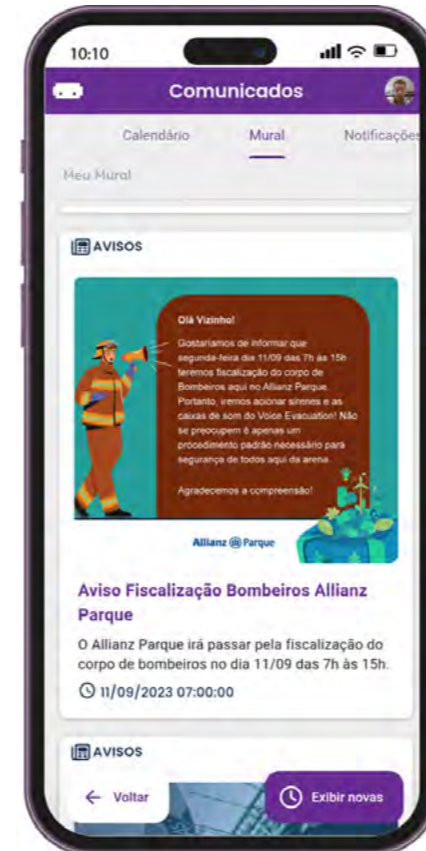 10:10
Comunicados
Calendário Mural Notificações
Meu Mural
AVISOS
Olá Vizinho!
Gostaríamos de informar que
segunda-feira dia 11/09 das 7h às 15h
teremos fiscalização do corpo de
Bombeiros aqui no Allianz Parque.
Portanto, iremos acionar sirenes e as
caixas de som do Voice Evacuation! Não
se preocupem é apenas um
procedimento padrão necessário para
segurança de todos aqui da arena.
Agradecemos a compreensão!
Allianz Parque
Aviso Fiscalização Bombeiros Allianz
Parque
O Allianz Parque irá passar pela fiscalização do
corpo de bombeiros no dia 11/09 das 7h às 15h.
11/09/2023 07:00:00
AVISOS
Voltar Exibir novas